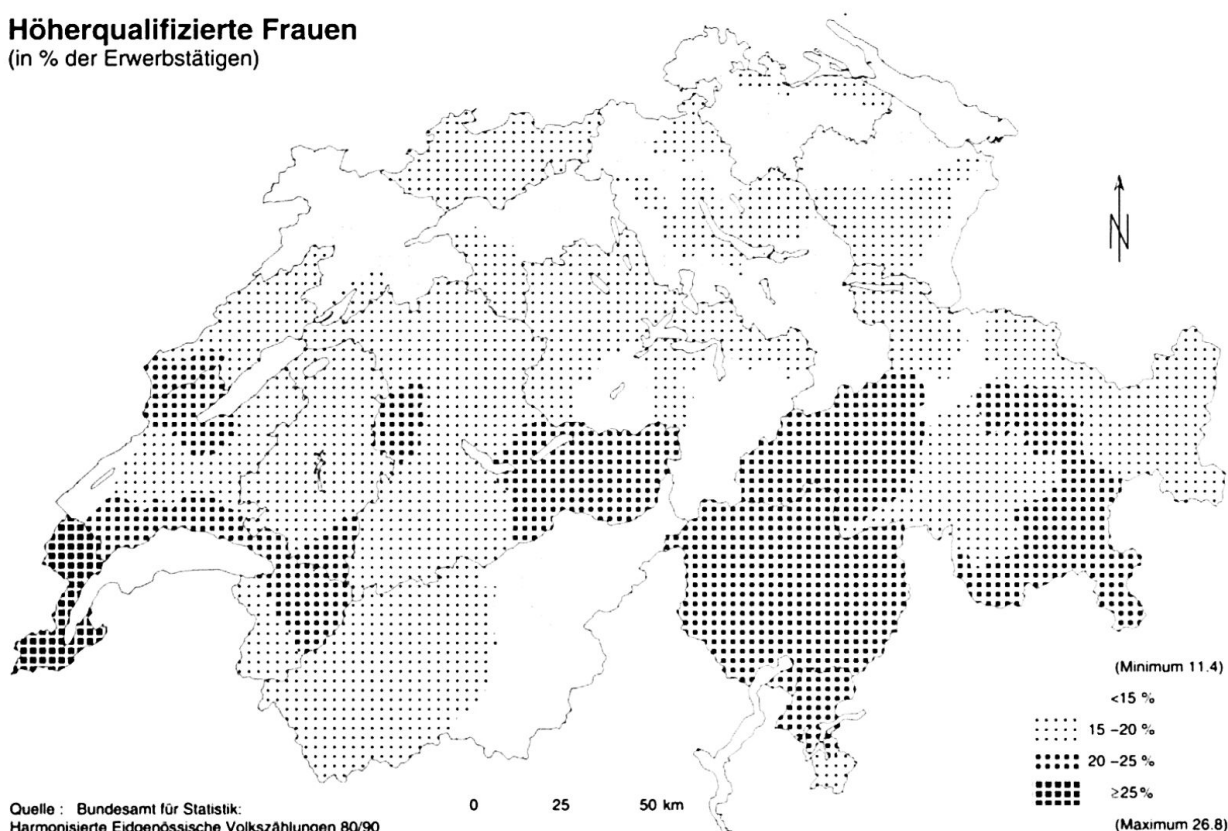 Höherqualifizierte Frauen
(in % der Erwerbstätigen)
N
(Minimum 11.4)
<15 %
15 –20 %
20 –25 %
≥25%
(Maximum 26.8)
0 25 50 km
Quelle : Bundesamt für Statistik:
Harmonisierte Eidgenössische Volkszählungen 80/90